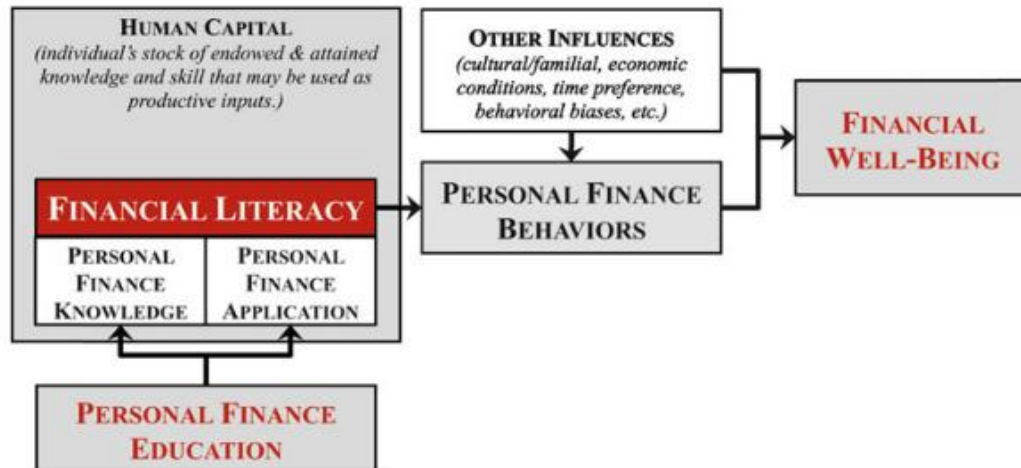 HUMAN CAPITAL
(individual's stock of endowed & attained
knowledge and skill that may be used as
productive inputs.)
FINANCIAL LITERACY
PERSONAL
FINANCE
KNOWLEDGE
PERSONAL
FINANCE
APPLICATION
PERSONAL FINANCE
EDUCATION
OTHER INFLUENCES
(cultural/familial, economic
conditions, time preference,
behavioral biases, etc.)
PERSONAL FINANCE
BEHAVIORS
FINANCIAL
WELL-BEING